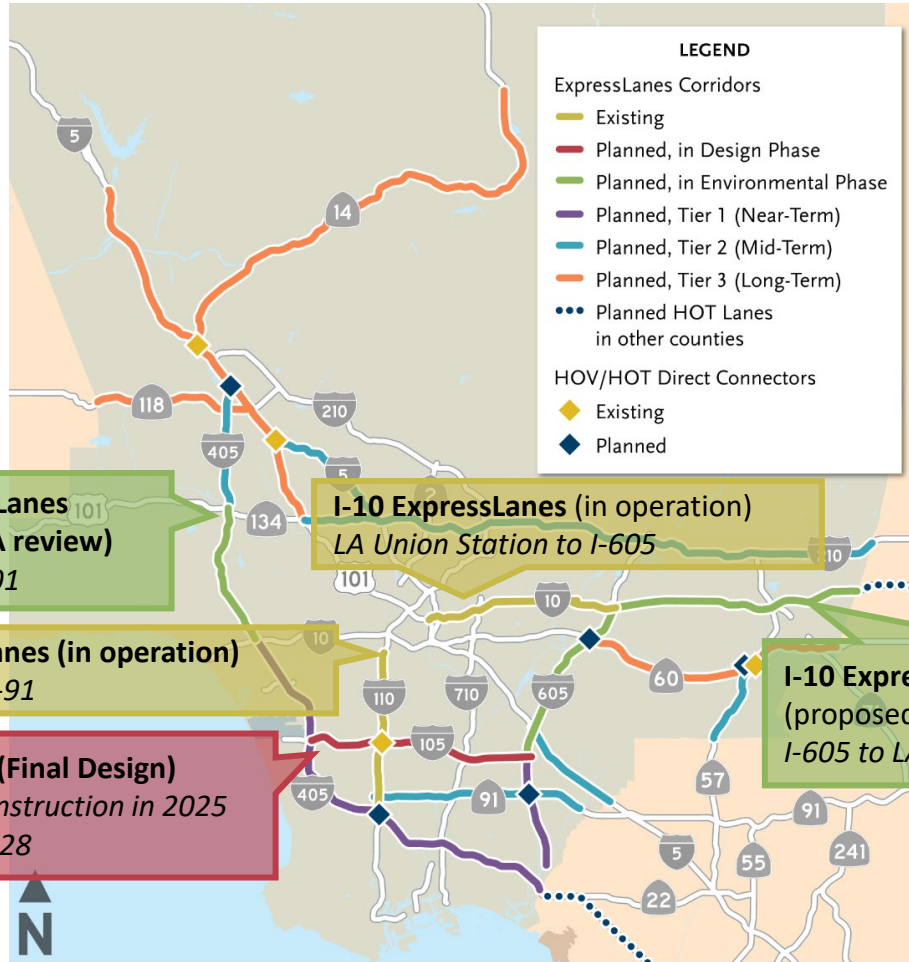 LEGEND
ExpressLanes Corridors
Existing
Planned, in Design Phase
Planned, in Environmental Phase
Planned, Tier 1 (Near-Term)
Planned, Tier 2 (Mid-Term)
Planned, Tier 3 (Long-Term)
Planned HOT Lanes
in other counties
HOV/HOT Direct Connectors
Existing
Planned
5
14
118
210
405
5
2
101
134
I-10 ExpressLanes (in operation)
LA Union Station to I-605
Lanes
A review)
01
210
101
10
10
nes (in operation)
-91
110
710
605
60
I-10 Expre
(proposed
I-605 to LA
105
(Final Design)
nstruction in 2025
28
405
91
57
91
5
55
241
22
N